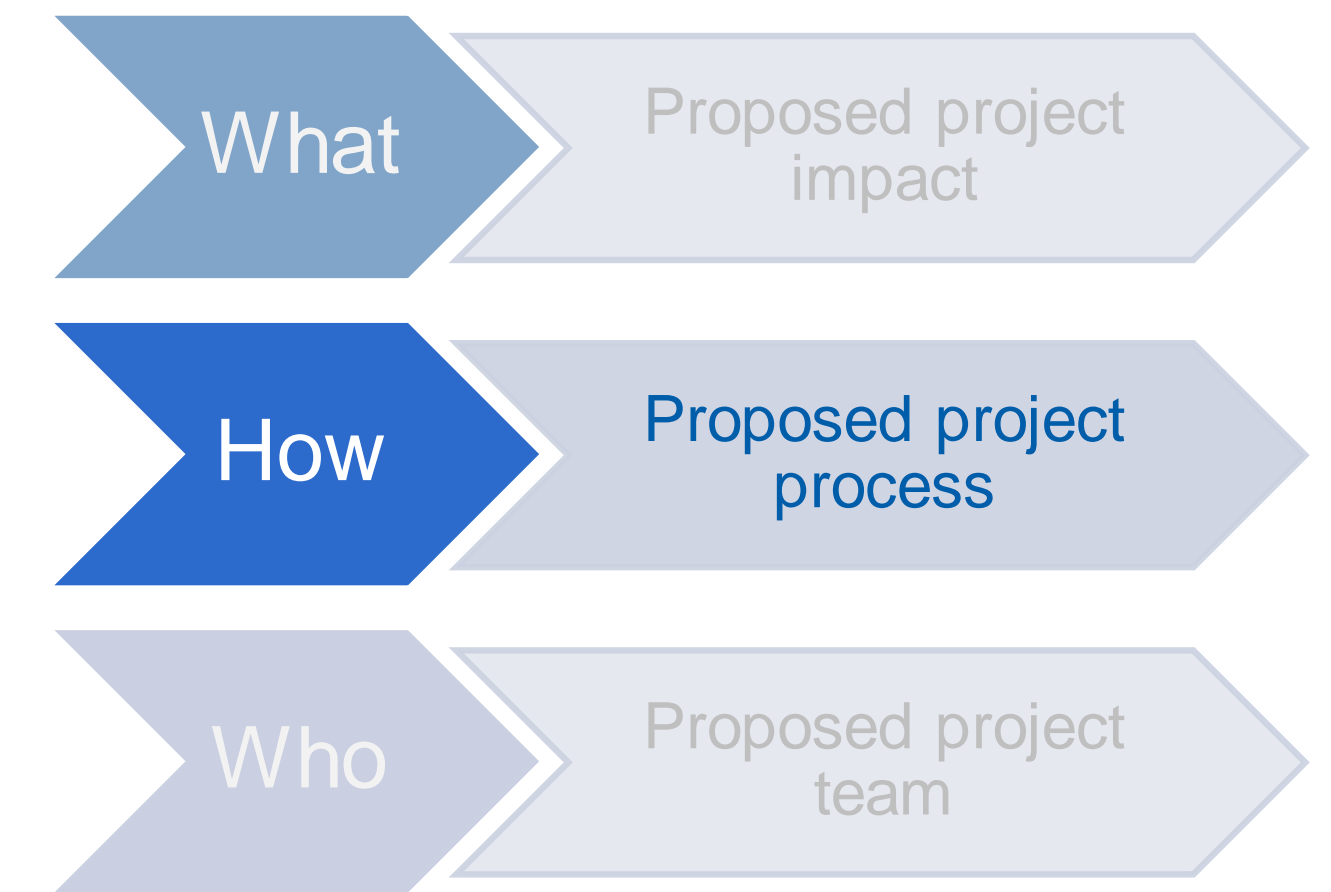 What
Proposed project
impact
How
Proposed project
process
Who
Proposed project
team